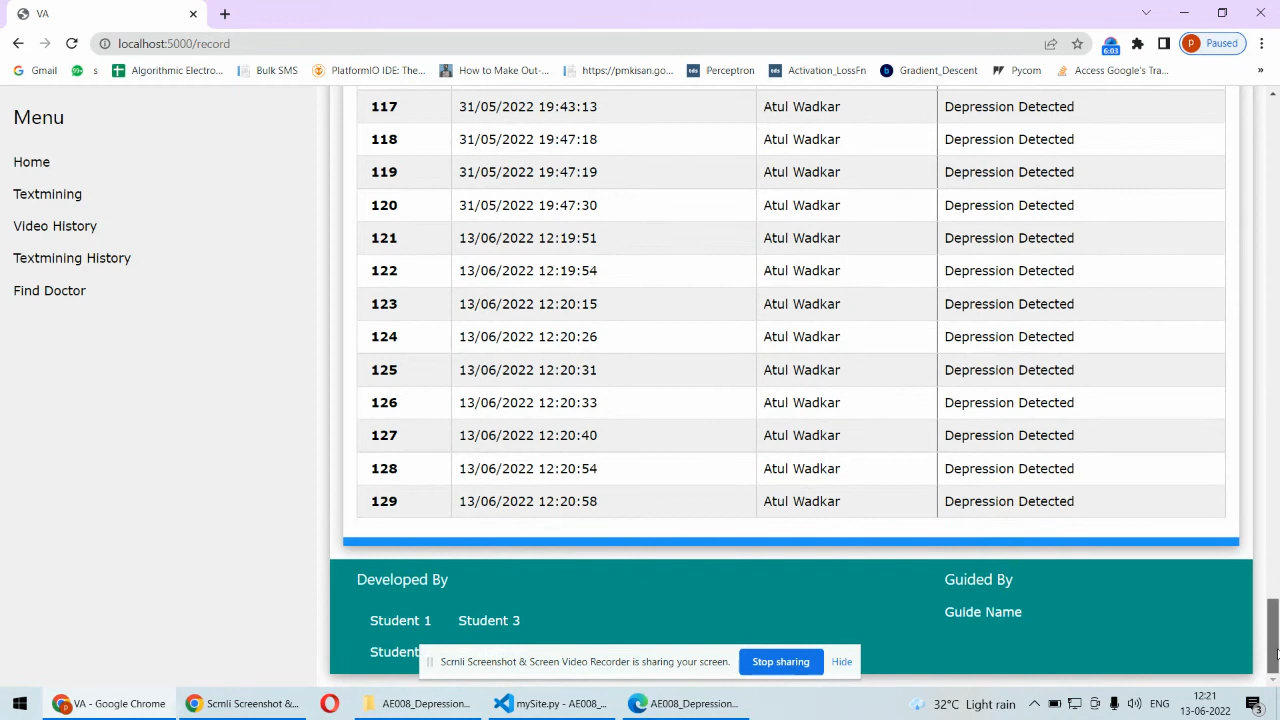 VA
localhost:5000/record
6:03
P Paused
Gmail
99+ s
Algorithmic Electro...
Bulk SMS
PlatformIO IDE: The...
How to Make Out-...
https://pmkisan.go...
tds Perceptron
tds Activation_LossFn
b Gradient_Descent
Pycom
Access Google's Tra...
»
Menu
Home
Textmining
Video HIstory
Textmining History
Find Doctor
117 31/05/2022 19:43:13 Atul Wadkar Depression Detected
118 31/05/2022 19:47:18 Atul Wadkar Depression Detected
119 31/05/2022 19:47:19 Atul Wadkar Depression Detected
120 31/05/2022 19:47:30 Atul Wadkar Depression Detected
121 13/06/2022 12:19:51 Atul Wadkar Depression Detected
122 13/06/2022 12:19:54 Atul Wadkar Depression Detected
123 13/06/2022 12:20:15 Atul Wadkar Depression Detected
124 13/06/2022 12:20:26 Atul Wadkar Depression Detected
125 13/06/2022 12:20:31 Atul Wadkar Depression Detected
126 13/06/2022 12:20:33 Atul Wadkar Depression Detected
127 13/06/2022 12:20:40 Atul Wadkar Depression Detected
128 13/06/2022 12:20:54 Atul Wadkar Depression Detected
129 13/06/2022 12:20:58 Atul Wadkar Depression Detected
Developed By Guided By
Guide Name
Student 1 Student 3
Student
Scrnli Screenshot & Screen Video Recorder is sharing your screen. Stop sharing Hide
VA - Google Chrome
Scrnli Screenshot &...
AE008_Depression...
mySite.py - AE008_...
AE008_Depression...
32°C Light rain
ENG
12:21
13-06-2022
3